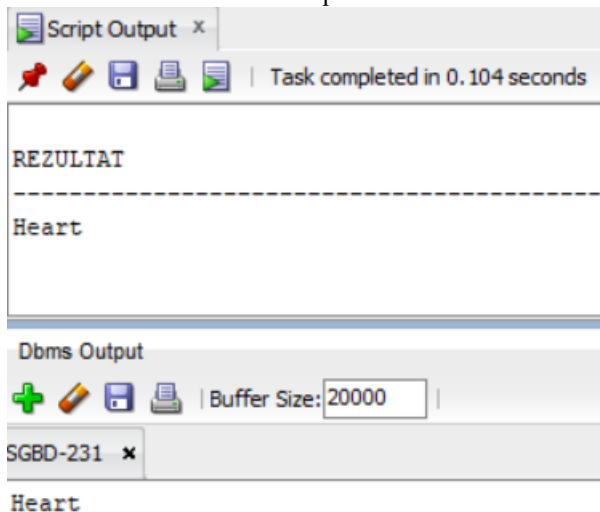 Script Output x
Task completed in 0.104 seconds
REZULTAT
--------------------------------------------
Heart
Dbms Output
Buffer Size: 20000
SGBD-231 x
Heart